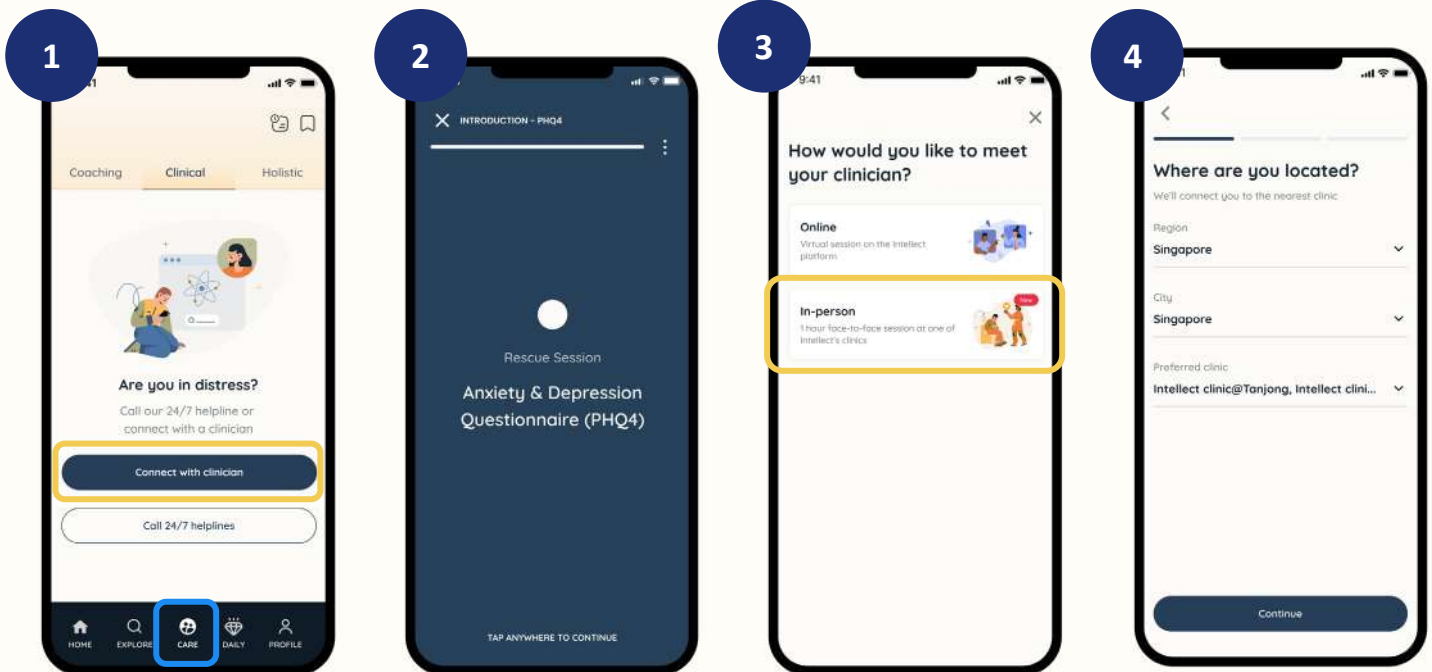 1
Coaching Clinical Holistic
Are you in distress?
Call our 24/7 helpline or
connect with a clinician
Connect with clinician
Call 24/7 helplines
HOME EXPLORE CARE DAILY PROFILE
2
INTRODUCTION - PHQ4
Rescue Session
Anxiety & Depression
Questionnaire (PHQ4)
TAP ANYWHERE TO CONTINUE
3
9:41
How would you like to meet
your clinician?
Online
Virtual session on the Intellect
platform
New
In-person
1 hour face-to-face session at one of
Intellect's clinics
4
Where are you located?
We'll connect you to the nearest clinic
Region
Singapore
City
Singapore
Preferred clinic
Intellect clinic@Tanjong, Intellect clini...
Continue